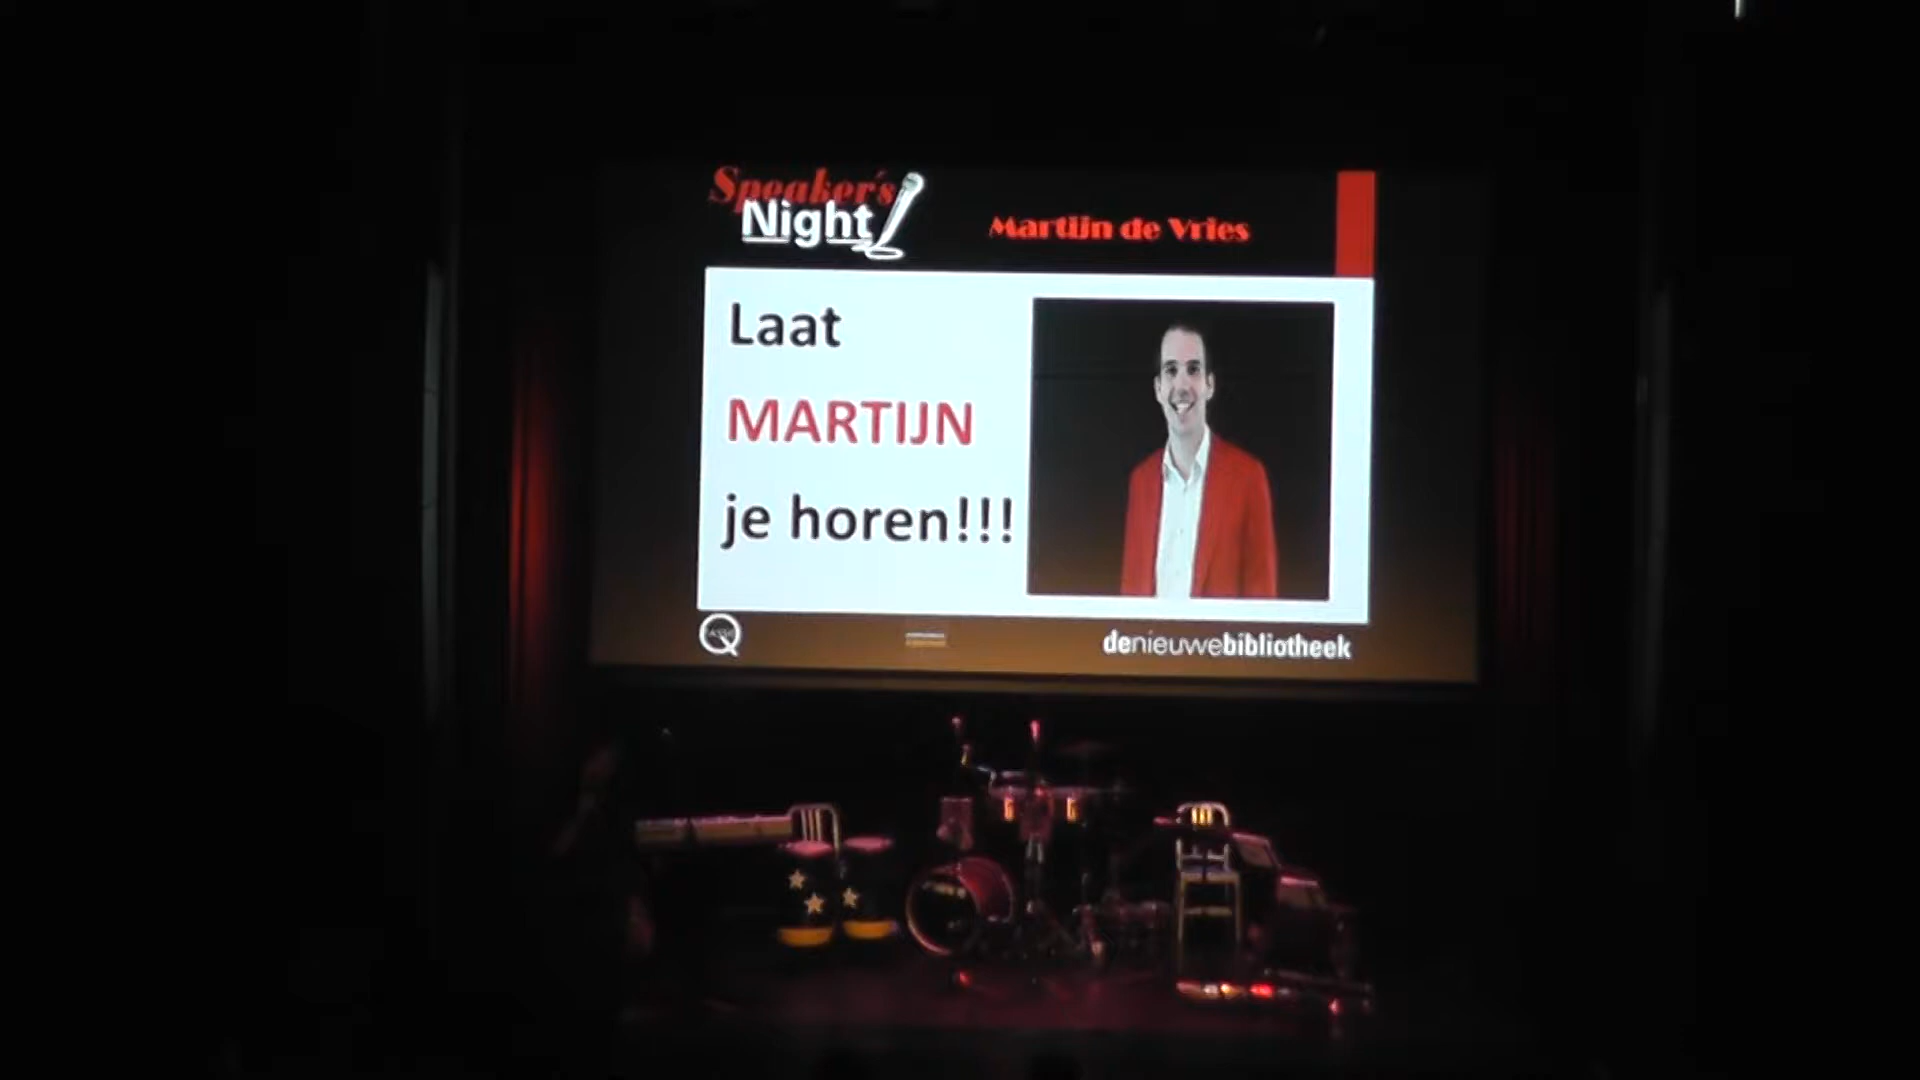 Speaker's
Night
Martijn de Vries
Laat
MARTIJN
je horen!!!
denieuwebibliotheek